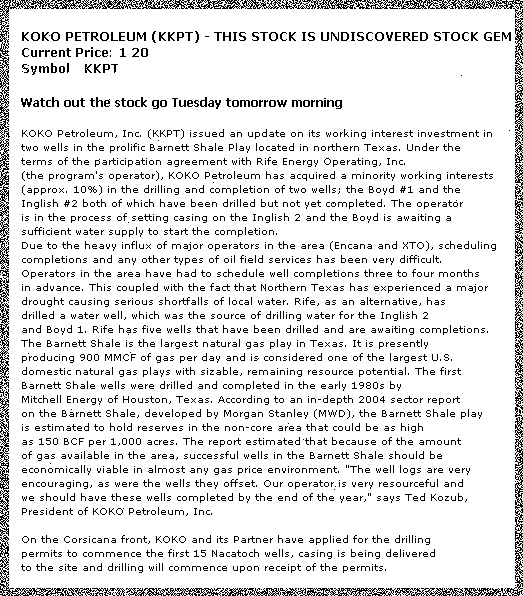 KOKO PETROLEUM (KKPT) - THIS STOCK IS UNDISCOVERED STOCK GEM
Current Price: 1 20
Symbol KKPT
Watch out the stock go Tuesday tomorrow morning
KOKO Petroleum, Inc. (KKPT) issued an update on its working interest investment in
two wells in the prolific Barnett Shale Play located in northern Texas. Under the
terms of the participation agreement with Rife Energy Operating, Inc.
(the program's operator), KOKO Petroleum has acquired a minority working interests
(approx. 10%) in the drilling and completion of two wells; the Boyd #1 and the
Inglish #2 both of which have been drilled but not yet completed. The operator
is in the process of setting casing on the Inglish 2 and the Boyd is awaiting a
sufficient water supply to start the completion.
Due to the heavy influx of major operators in the area (Encana and XTO), scheduling
completions and any other types of oil field services has been very difficult.
Operators in the area have had to schedule well completions three to four months
in advance. This coupled with the fact that Northern Texas has experienced a major
drought causing serious shortfalls of local water. Rife, as an alternative, has
drilled a water well, which was the source of drilling water for the Inglish 2
and Boyd 1. Rife has five wells that have been drilled and are awaiting completions.
The Barnett Shale is the largest natural gas play in Texas. It is presently
producing 900 MMCF of gas per day and is considered one of the largest U.S.
domestic natural gas plays with sizable, remaining resource potential. The first
Barnett Shale wells were drilled and completed in the early 1980s by
Mitchell Energy of Houston, Texas. According to an in-depth 2004 sector report
on the Barnett Shale, developed by Morgan Stanley (MWD), the Barnett Shale play
is estimated to hold reserves in the non-core area that could be as high
as 150 BCF per 1,000 acres. The report estimated that because of the amount
of gas available in the area, successful wells in the Barnett Shale should be
economically viable in almost any gas price environment. "The well logs are very
encouraging, as were the wells they offset. Our operator is very resourceful and
we should have these wells completed by the end of the year," says Ted Kozub,
President of KOKO Petroleum, Inc.
On the Corsicana front, KOKO and its Partner have applied for the drilling
permits to commence the first 15 Nacatoch wells, casing is being delivered
to the site and drilling will commence upon receipt of the permits.